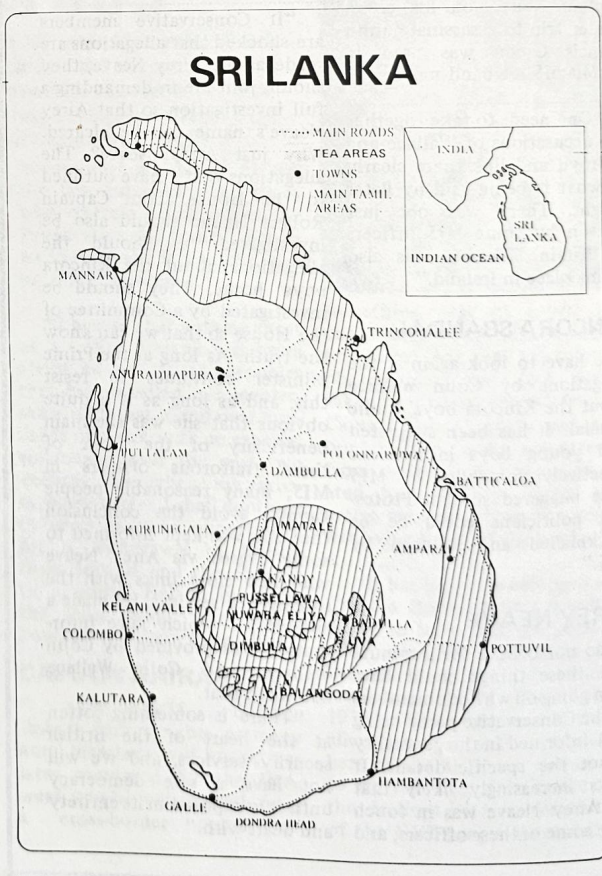 SRI LANKA
MAIN ROADS
TEA AREAS
TOWNS
MAIN TAMIL
AREAS
INDIA
SRI
LANKA
INDIAN OCEAN
MANNAR
TRINCOMALEE
ANURADHAPURA
PUTTALAM
POLONNARUWA
DAMBULLA
BATTICALOA
KURUNEGALA
MATALE
AMPARAI
KANDY
PUSSELLAWA
KELANI VALLEY
NUWARA ELIYA
BADULLA
COLOMBO
DIMBULA
UVA
POTTUVIL
KALUTARA
BALANGODA
HAMBANTOTA
GALLE
DONDRA HEAD